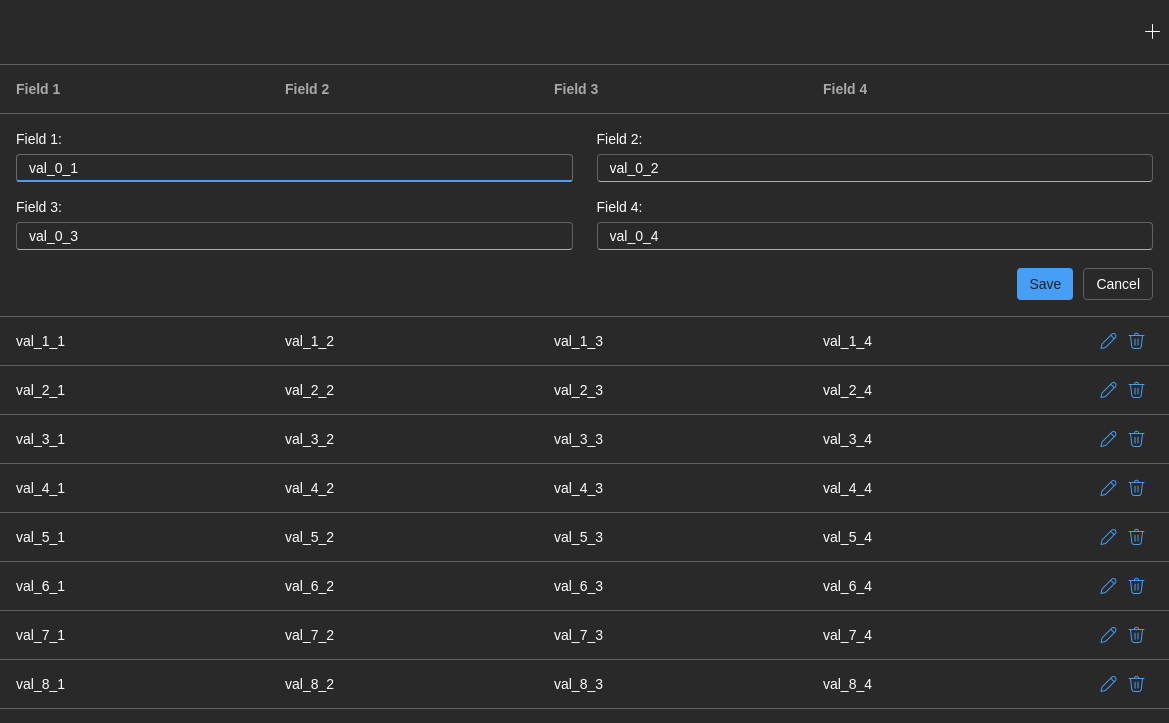 Field 1 Field 2 Field 3 Field 4
Field 1: Field 2:
val_0_1 val_0_2
Field 3: Field 4:
val_0_3 val_0_4
Save Cancel
val_1_1 val_1_2 val_1_3 val_1_4
val_2_1 val_2_2 val_2_3 val_2_4
val_3_1 val_3_2 val_3_3 val_3_4
val_4_1 val_4_2 val_4_3 val_4_4
val_5_1 val_5_2 val_5_3 val_5_4
val_6_1 val_6_2 val_6_3 val_6_4
val_7_1 val_7_2 val_7_3 val_7_4
val_8_1 val_8_2 val_8_3 val_8_4